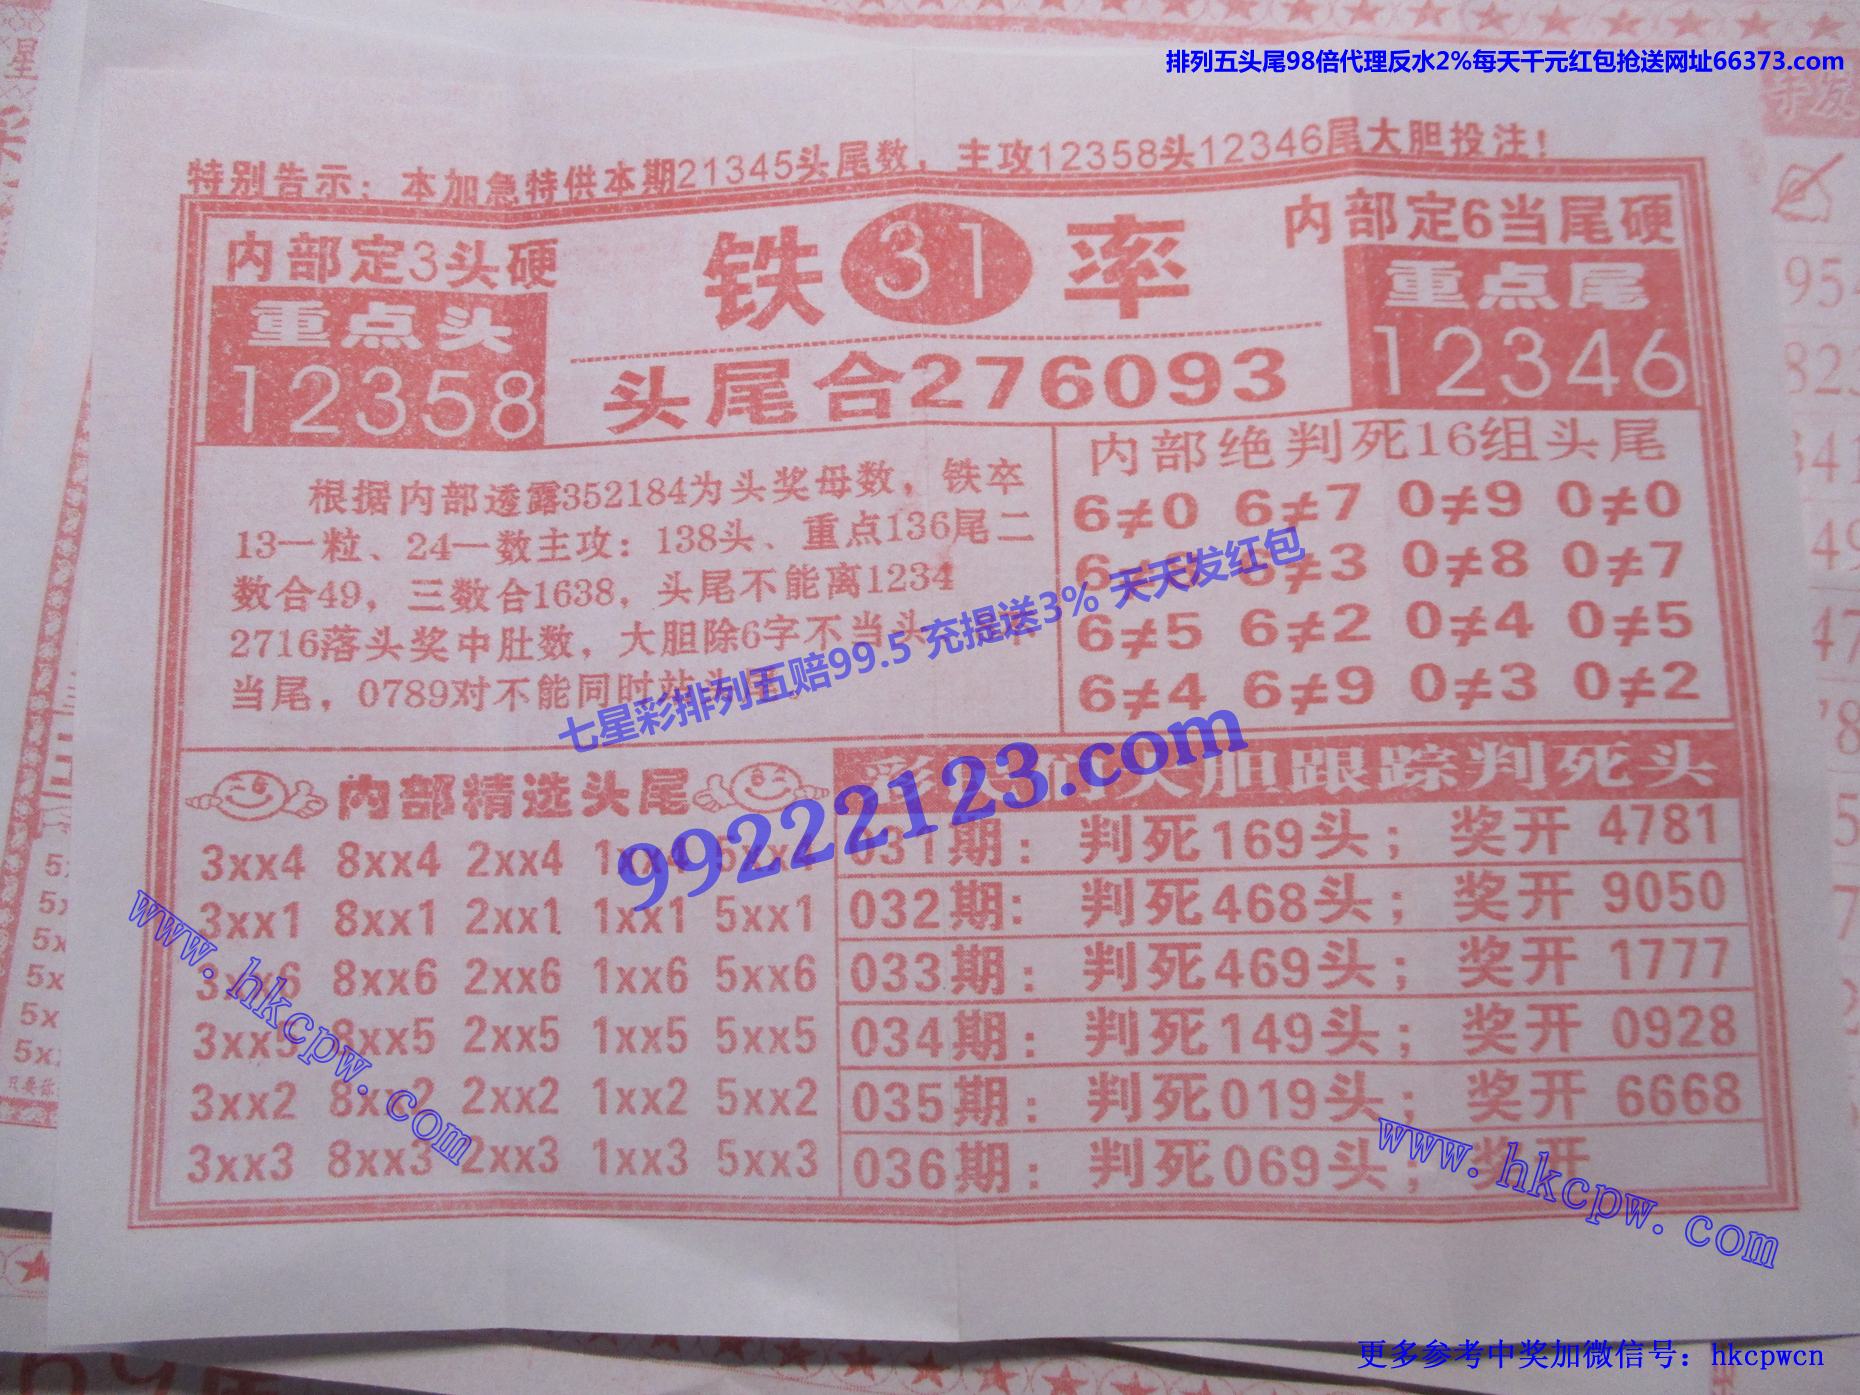 排列五头尾98倍代理反水2%每天千元红包抢送网址66373.com
特别告示：本加急特供本期21345头尾数，主攻12358头12346尾大胆投注！
内部定3头硬
重点头
12358
铁 31 率
头尾合276093
内部定6当尾硬
重点尾
12346
根据内部透露352184为头奖母数，铁卒
13一粒、24一数主攻：138头、重点136尾二
数合49，三数合1638，头尾不能离1234
2716落头奖中肚数，大胆除6字不当头
当尾，0789对不能同时站头尾
内部绝判死16组头尾
6≠0 6≠7 0≠9 0≠0
6≠ 6≠3 0≠8 0≠7
6≠5 6≠2 0≠4 0≠5
6≠4 6≠9 0≠3 0≠2
七星彩排列五赔99.5 充提送3% 天天发红包
99222123.com
内部精选头尾
3xx4 8xx4 2xx4 1xx4 5xx4
3xx1 8xx1 2xx1 1xx1 5xx1
3xx6 8xx6 2xx6 1xx6 5xx6
3xx5 8xx5 2xx5 1xx5 5xx5
3xx2 8xx2 2xx2 1xx2 5xx2
3xx3 8xx3 2xx3 1xx3 5xx3
大胆跟踪判死头
031期：判死169头；奖开 4781
032期：判死468头；奖开 9050
033期：判死469头；奖开 1777
034期：判死149头；奖开 0928
035期：判死019头；奖开 6668
036期：判死069头；奖开
www.hkcpw.com
www.hkcpw.com
更多参考中奖加微信号：hkcpwcn